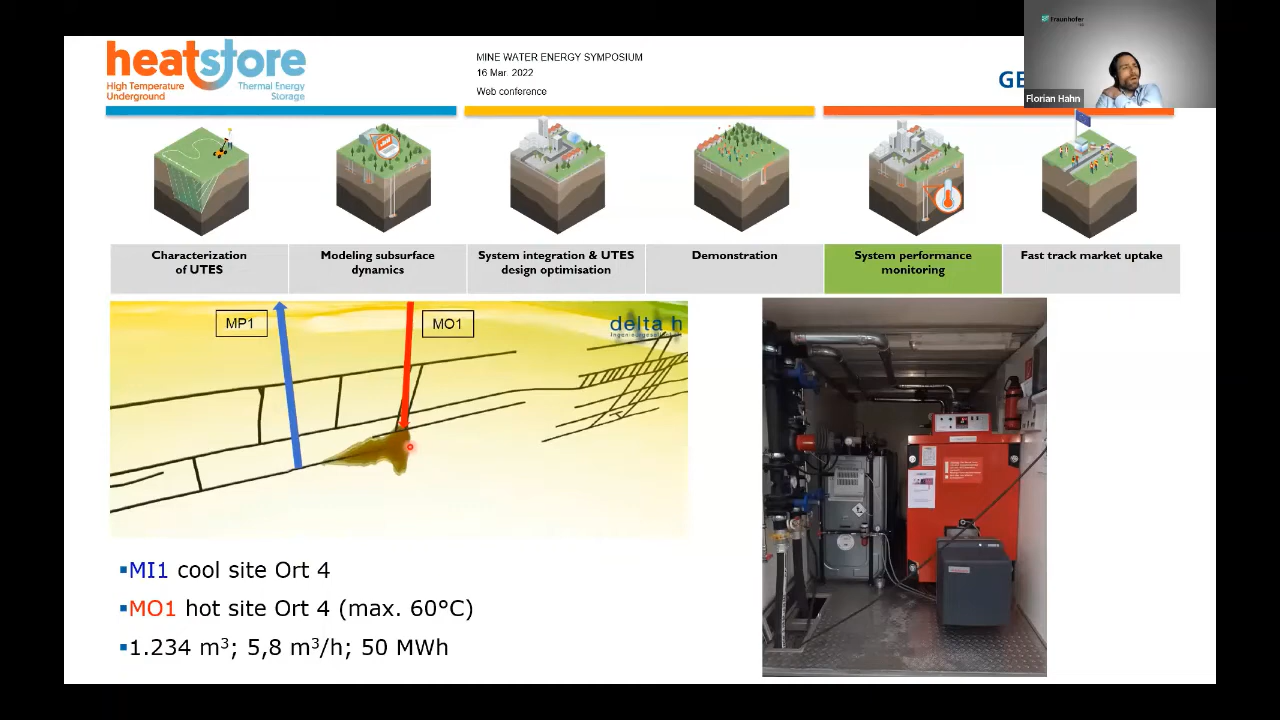 heatstore
High Temperature Underground
Thermal Energy Storage
MINE WATER ENERGY SYMPOSIUM
16 Mar. 2022
Web conference
GE
Fraunhofer
Florian Hahn
Characterization
of UTES
Modeling subsurface
dynamics
System integration & UTES
design optimisation
Demonstration
System performance
monitoring
Fast track market uptake
MP1
MO1
delta h
▪MI1 cool site Ort 4
▪MO1 hot site Ort 4 (max. 60°C)
▪1.234 m³; 5,8 m³/h; 50 MWh